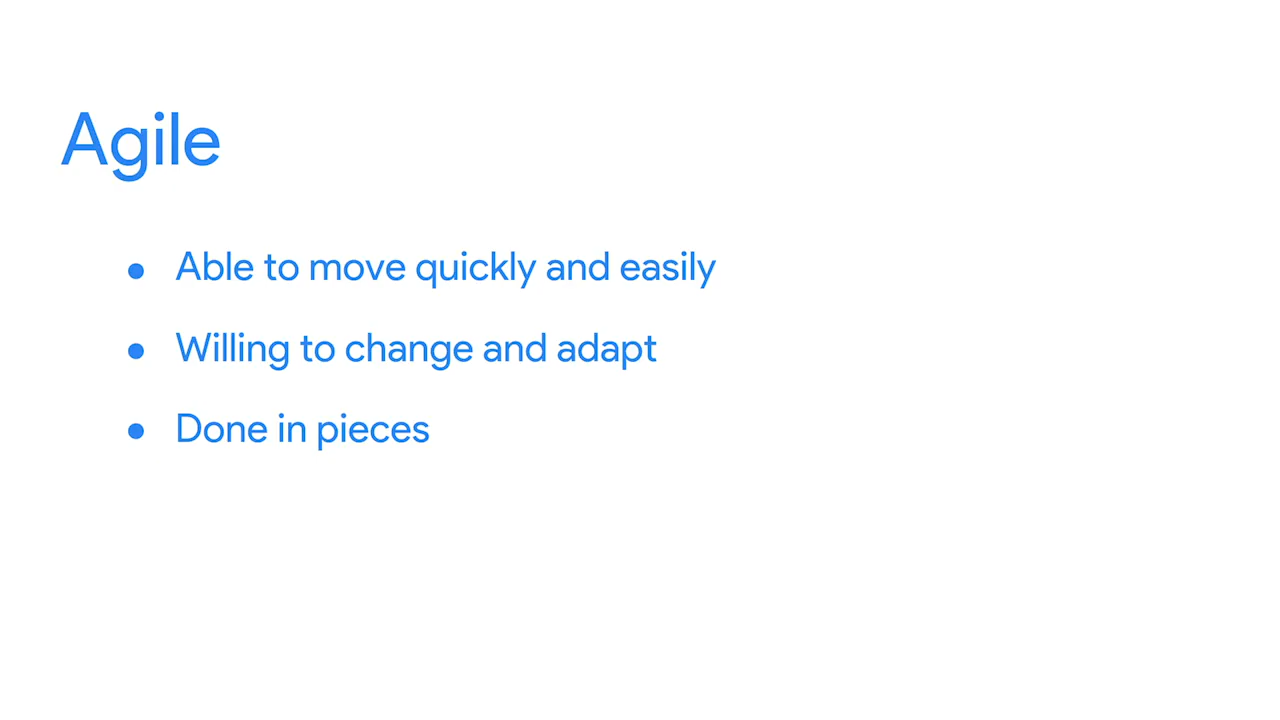 Agile
● Able to move quickly and easily
● Willing to change and adapt
● Done in pieces